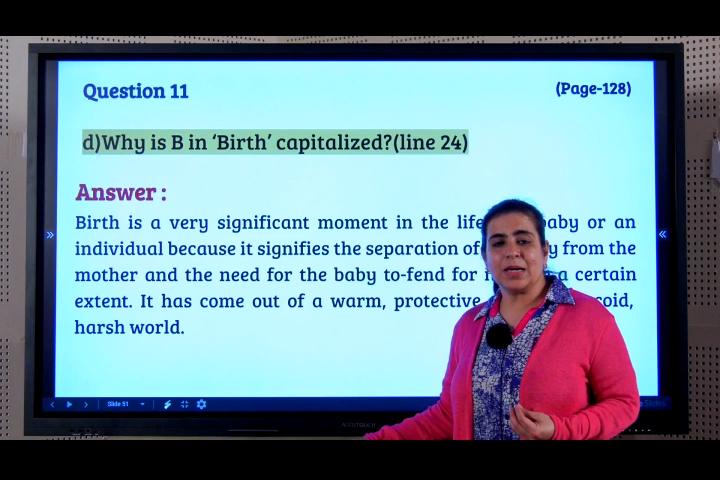 Question 11
(Page-128)
d)Why is B in ‘Birth’ capitalized?(line 24)
Answer :
Birth is a very significant moment in the life baby or an
individual because it signifies the separation of from the
mother and the need for the baby to-fend for a certain
extent. It has come out of a warm, protective
harsh world.
Slide 51